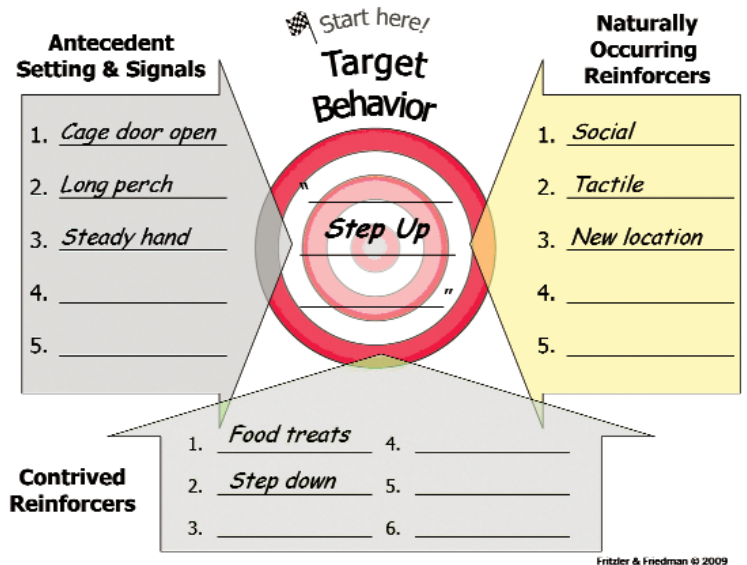 Start here!
Target
Behavior
Antecedent
Setting & Signals
1. Cage door open
2. Long perch
3. Steady hand
4.
5.
"
Step Up
"
Naturally
Occurring
Reinforcers
1. Social
2. Tactile
3. New location
4.
5.
Contrived
Reinforcers
1. Food treats 4.
2. Step down 5.
3. 6.
Fritzler & Friedman © 2009